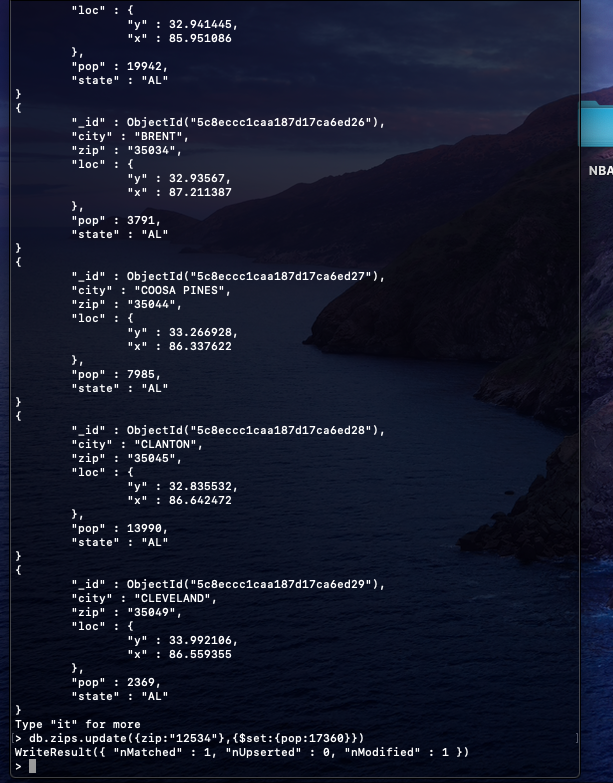 "loc" : {
"y" : 32.941445,
"x" : 85.951086
},
"pop" : 19942,
"state" : "AL"
}
{
"_id" : ObjectId("5c8eccc1caa187d17ca6ed26"),
"city" : "BRENT",
"zip" : "35034",
"loc" : {
"y" : 32.93567,
"x" : 87.211387
},
"pop" : 3791,
"state" : "AL"
}
{
"_id" : ObjectId("5c8eccc1caa187d17ca6ed27"),
"city" : "COOSA PINES",
"zip" : "35044",
"loc" : {
"y" : 33.266928,
"x" : 86.337622
},
"pop" : 7985,
"state" : "AL"
}
{
"_id" : ObjectId("5c8eccc1caa187d17ca6ed28"),
"city" : "CLANTON",
"zip" : "35045",
"loc" : {
"y" : 32.835532,
"x" : 86.642472
},
"pop" : 13990,
"state" : "AL"
}
{
"_id" : ObjectId("5c8eccc1caa187d17ca6ed29"),
"city" : "CLEVELAND",
"zip" : "35049",
"loc" : {
"y" : 33.992106,
"x" : 86.559355
},
"pop" : 2369,
"state" : "AL"
}
Type "it" for more
[> db.zips.update({zip:"12534"},{$set:{pop:17360}}) ]
WriteResult({ "nMatched" : 1, "nUpserted" : 0, "nModified" : 1 })
>
NBA